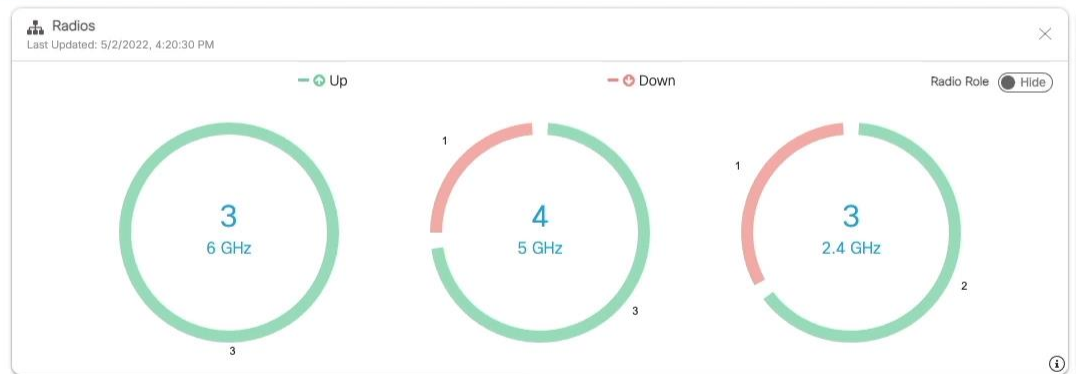 Radios
Last Updated: 5/2/2022, 4:20:30 PM
Up
Down
Radio Role Hide
3
6 GHz
3
1
4
5 GHz
3
1
3
2.4 GHz
2